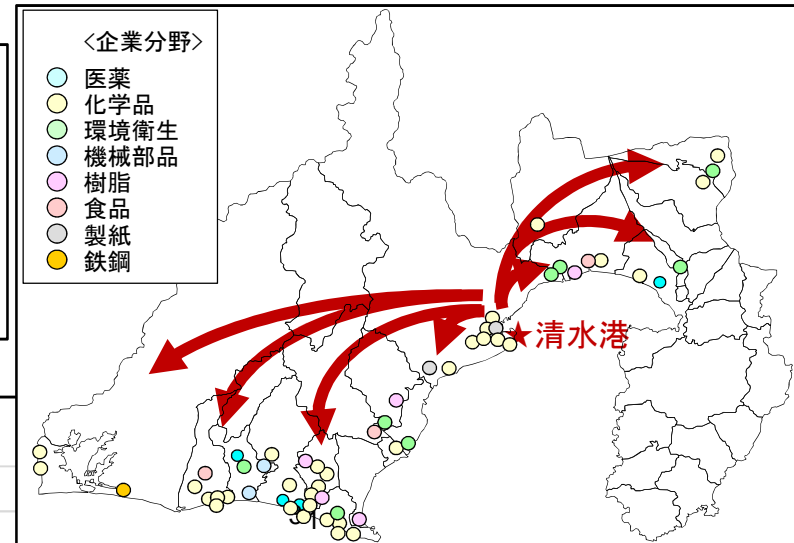 <企業分野>
医薬
化学品
環境衛生
機械部品
樹脂
食品
製紙
鉄鋼
★清水港